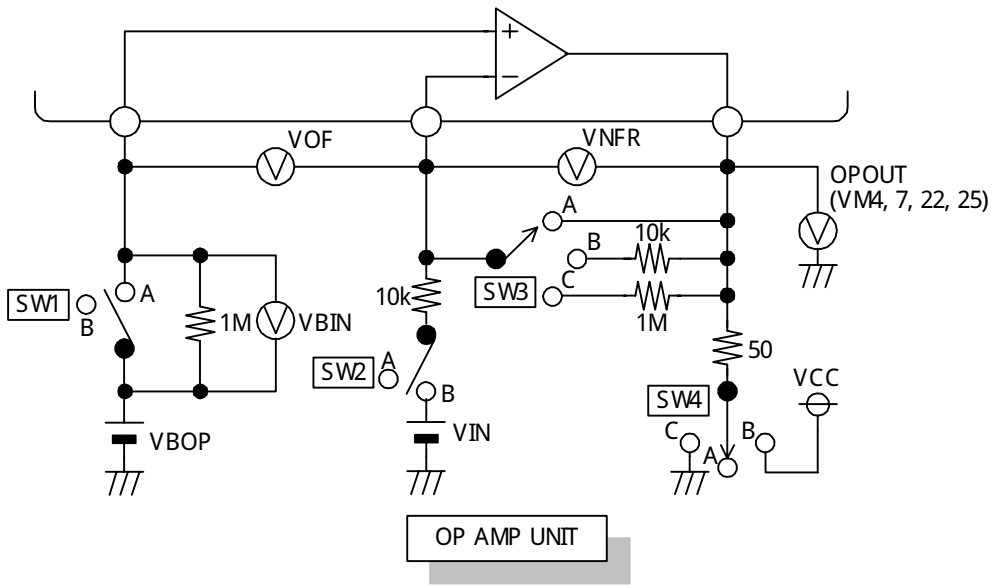 +
−
VOF
VNFR
OPOUT
(VM4, 7, 22, 25)
A
10k
B
C
SW3
1M
SW1
A
B
1M
VBIN
10k
SW2
A
B
50
SW4
VCC
C
A
B
VBOP
VIN
OP AMP UNIT
V
V
V
V